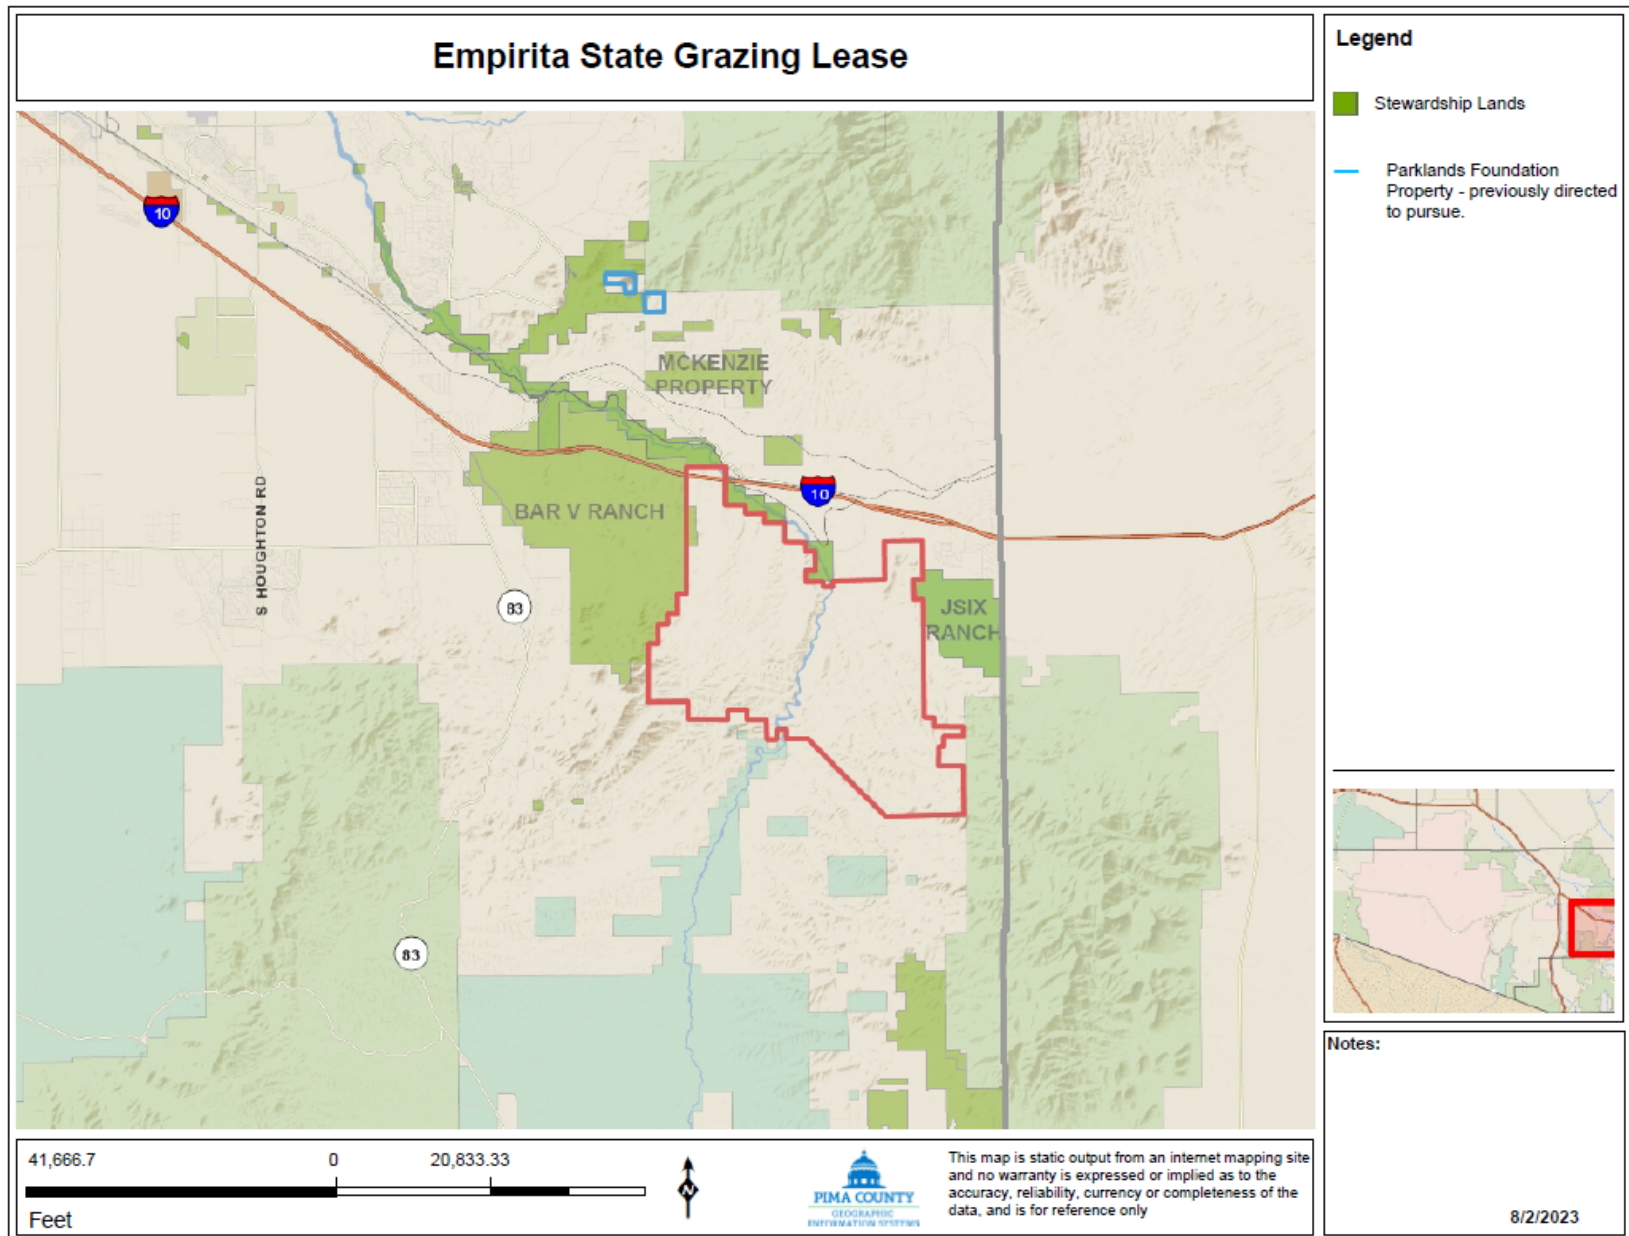 Empirita State Grazing Lease
Legend
Stewardship Lands
Parklands Foundation
Property - previously directed
to pursue.
10
MCKENZIE
PROPERTY
10
BAR V RANCH
S HOUGHTON RD
83
JSIX
RANCH
83
Notes:
41,666.7
0
20,833.33
Feet
N
PIMA COUNTY
GEOGRAPHIC
INFORMATION SYSTEMS
This map is static output from an internet mapping site
and no warranty is expressed or implied as to the
accuracy, reliability, currency or completeness of the
data, and is for reference only
8/2/2023